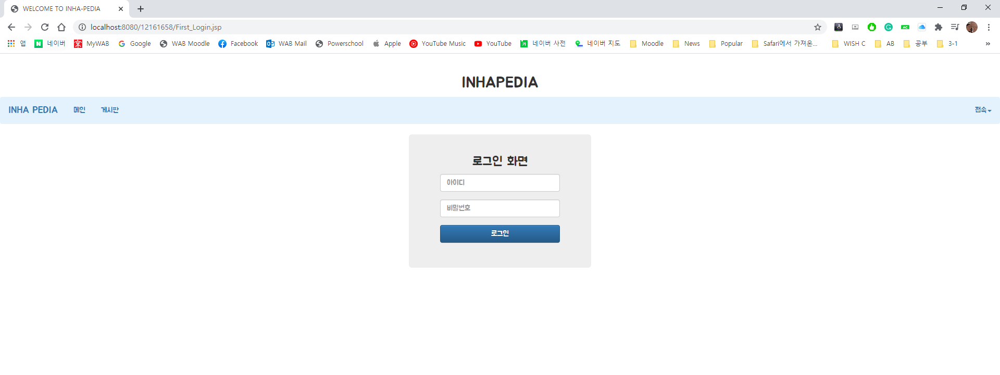 WELCOME TO INHA-PEDIA
localhost:8080/12161658/First_Login.jsp
앱 네이버 MyWAB Google WAB Moodle Facebook WAB Mail Powerschool Apple YouTube Music YouTube 네이버 사전 네이버 지도 Moodle News Popular Safari에서 가져온... WISH C AB 공부 3-1 »
INHAPEDIA
INHA PEDIA 메인 게시판 접속
로그인 화면
아이디
비밀번호
로그인